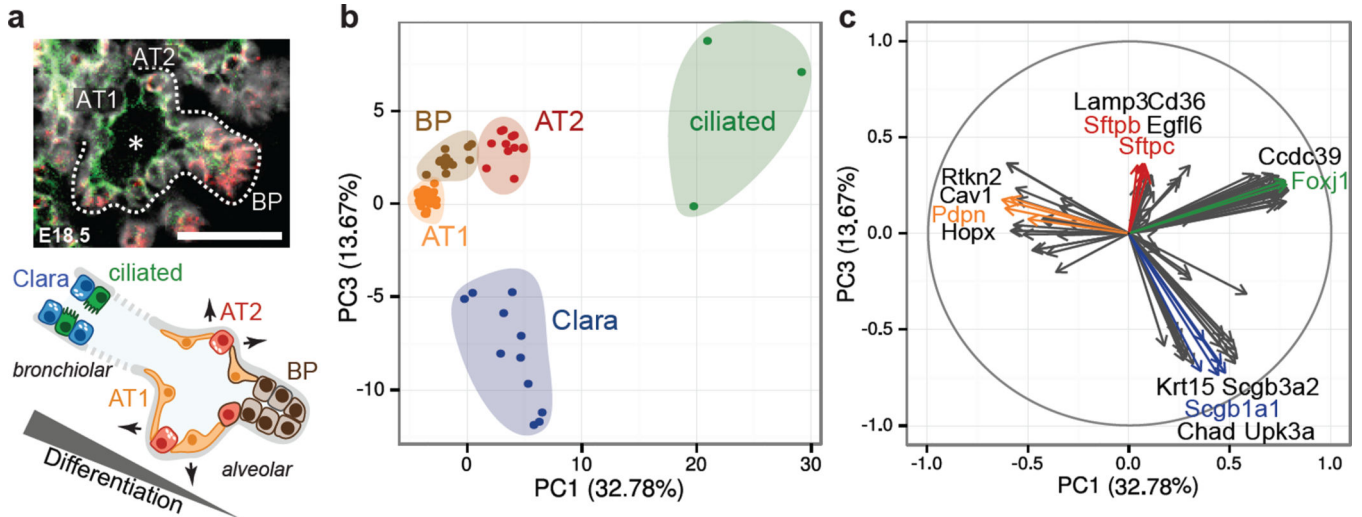 a
AT2
AT1
*
BP
E18.5
Clara
ciliated
AT2
bronchiolar
BP
AT1
alveolar
Differentiation
b
5
0
-5
-10
PC3 (13.67%)
BP
AT2
ciliated
AT1
Clara
0
10
20
30
PC1 (32.78%)
c
1.0
0.5
0.0
-0.5
-1.0
PC3 (13.67%)
Lamp3Cd36
Sftpb Egfl6
Sftpc
Ccdc39
Foxj1
Rtkn2
Cav1
Pdpn
Hopx
Krt15 Scgb3a2
Scgb1a1
Chad Upk3a
-1.0
-0.5
0.0
0.5
1.0
PC1 (32.78%)